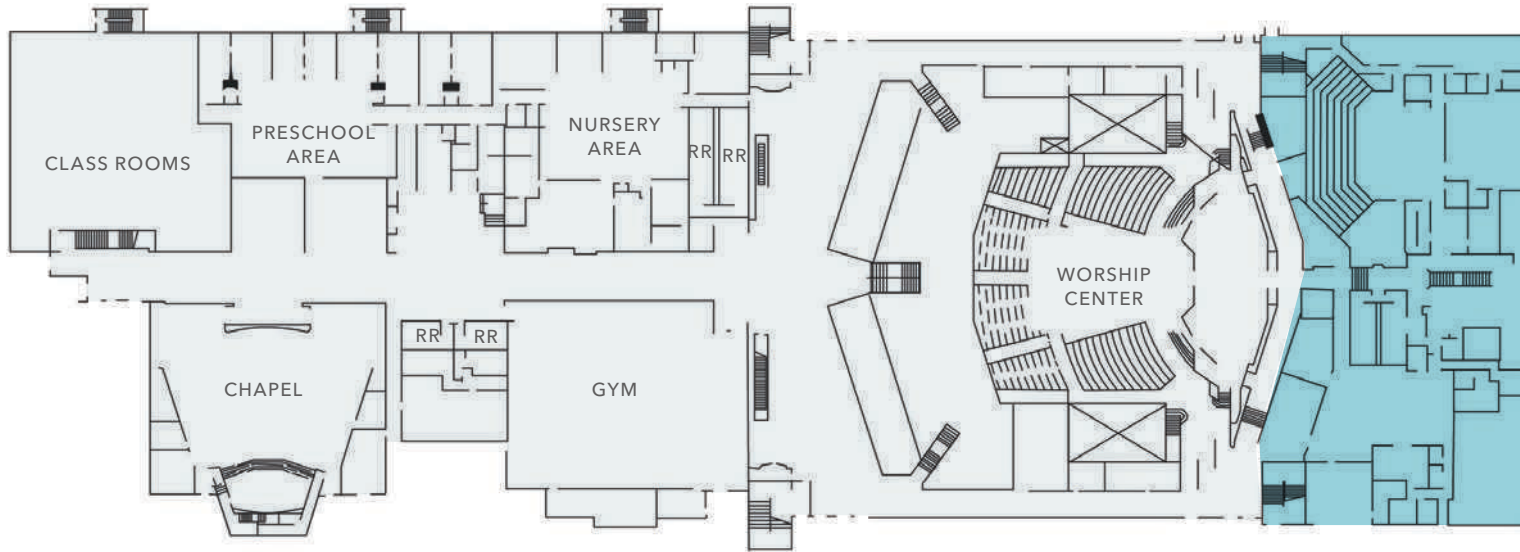 PRESCHOOL
AREA
NURSERY
AREA
CLASS ROOMS
RR
RR
WORSHIP
CENTER
RR
RR
CHAPEL
GYM